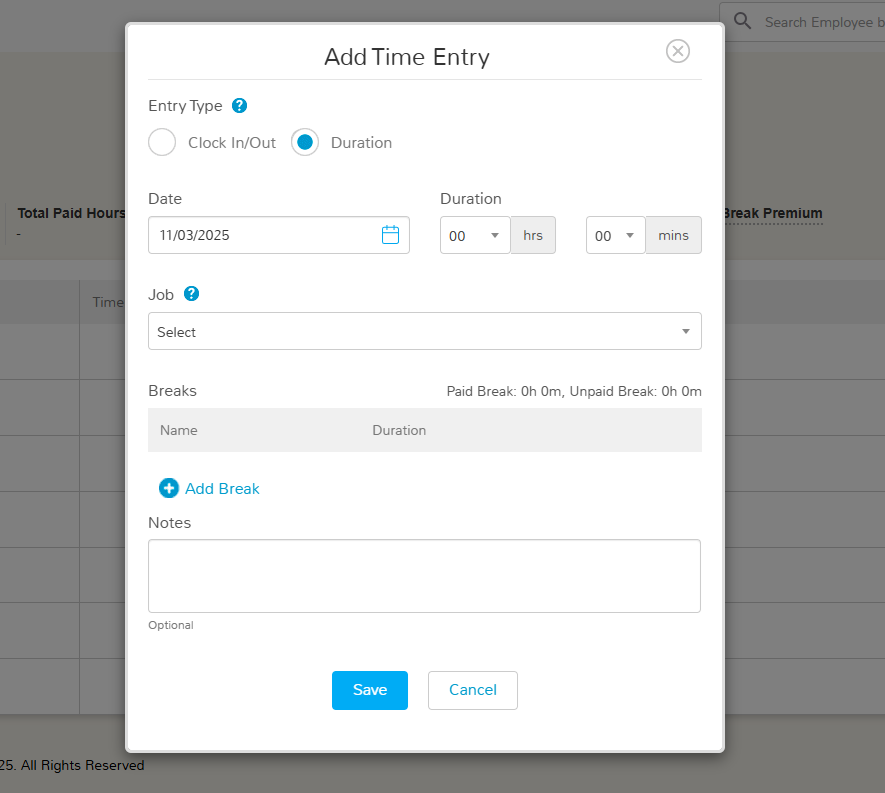 Search Employee b
Add Time Entry
Entry Type ?
Clock In/Out Duration
Date Duration
Total Paid Hours
Break Premium
-
11/03/2025 00 hrs 00 mins
Job ?
Time
Select
Breaks Paid Break: 0h 0m, Unpaid Break: 0h 0m
Name Duration
Add Break
Notes
Optional
Save Cancel
25. All Rights Reserved